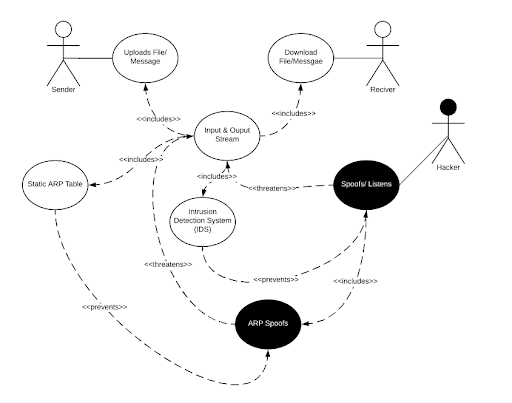 Uploads File/
Message
Download
File/Messgae
Sender
Reciver
<<includes>>
<<includes>>
Input & Ouput
Stream
Hacker
<<includes>>
<<includes>>
<<threatens>>
Static ARP Table
Spoofs/ Listens
Intrusion
Detection System
(IDS)
<<threatens>>
<<prevents>>
<<includes>>
<<prevents>>
ARP Spoofs